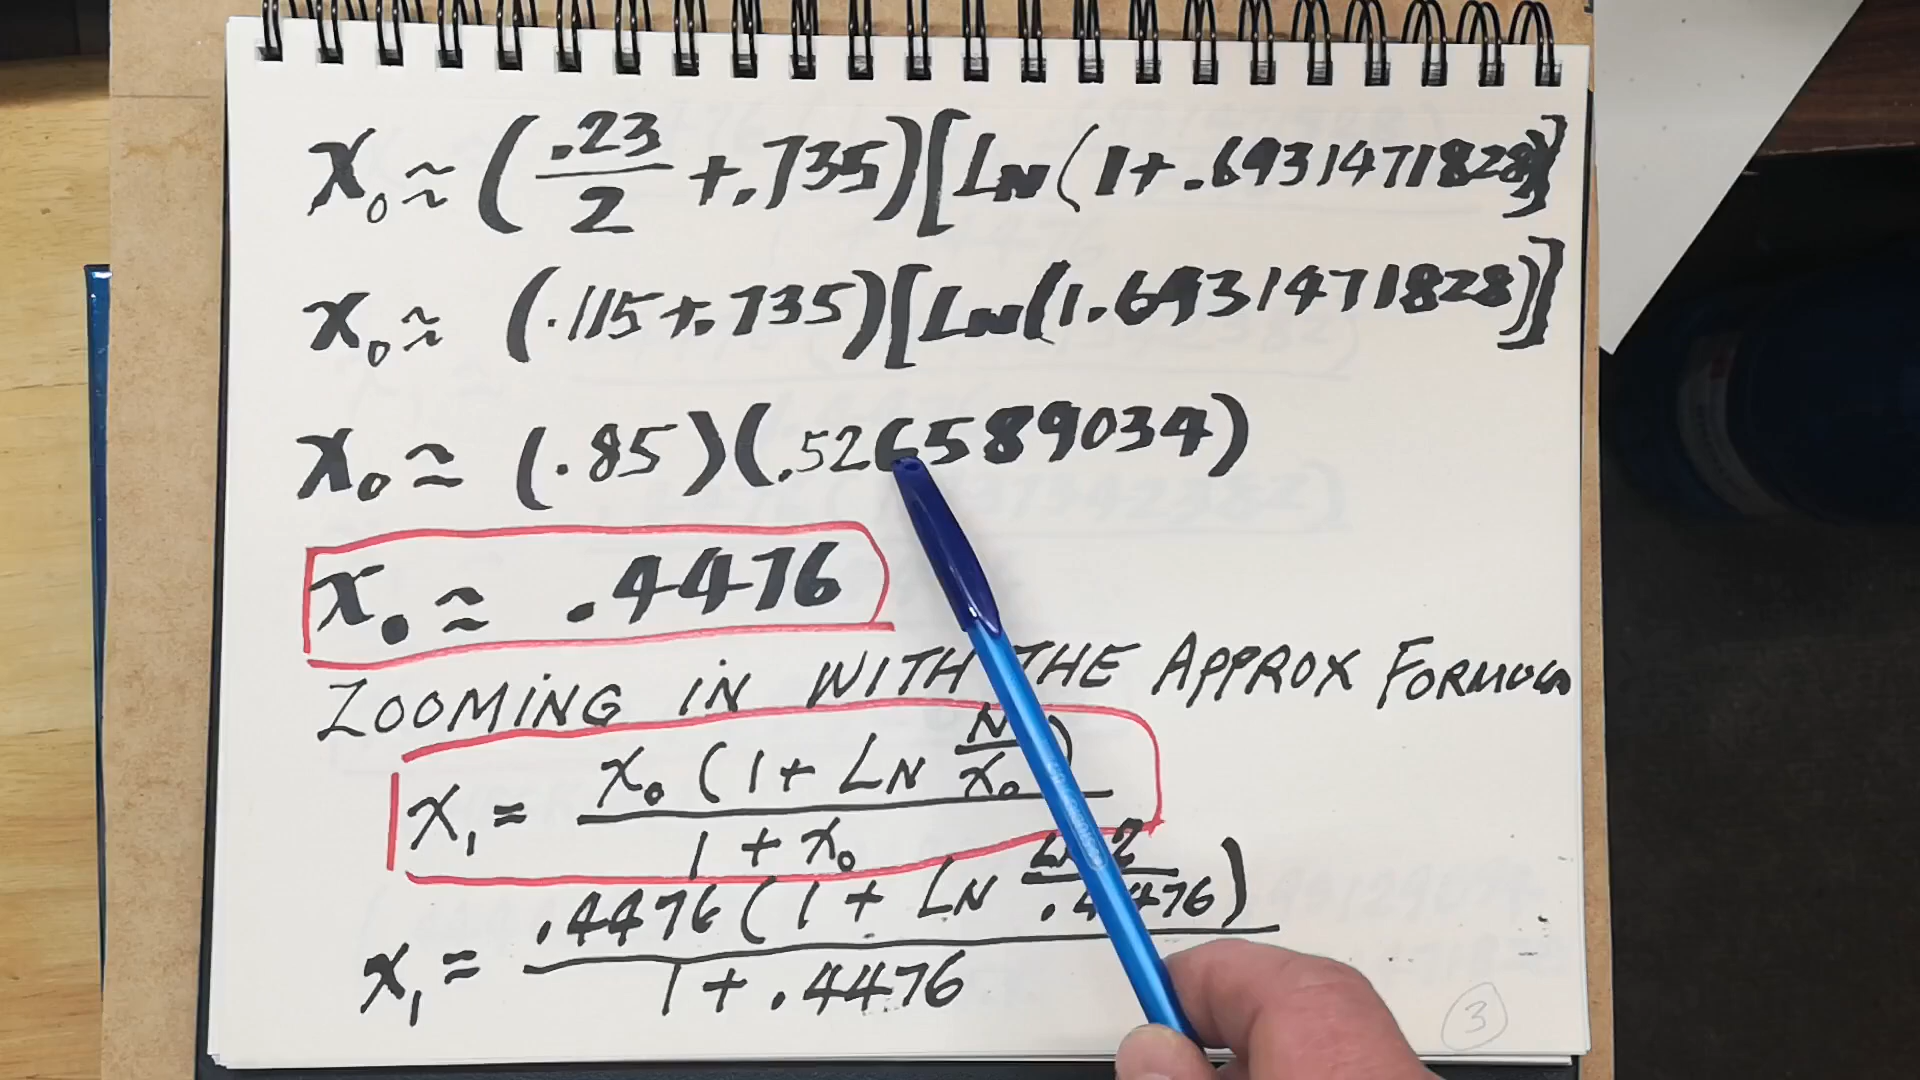 x₀ ≈ (.23/2 + .735)[LN(1+.6931471828)]
x₀ ≈ (.115+.735)[LN(1.6931471828)]
x₀ ≈ (.85)(.526589034)
x₀ ≈ .4476
ZOOMING IN WITH THE APPROX FORMULA
x₁ = x₀(1+LN N/x₀) / 1+x₀
x₁ = .4476(1+LN LN2/.4476) / 1+.4476
3